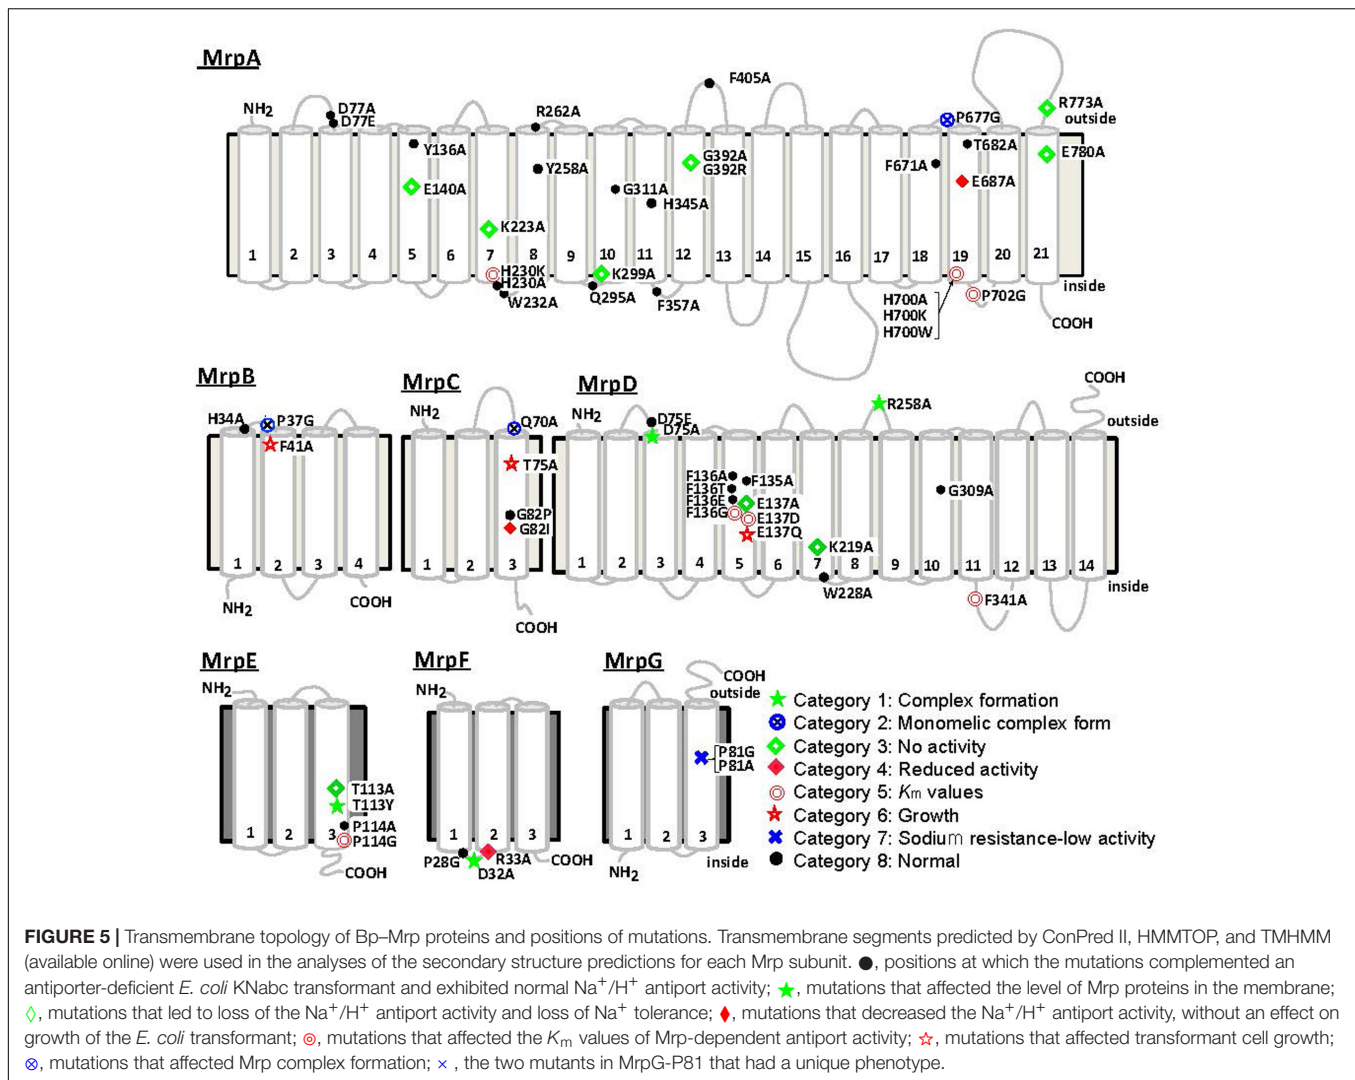 MrpA
NH2
D77A
D77E
Y136A
E140A
K223A
H230K
H230A
W232A
R262A
Y258A
Q295A
K299A
G311A
H345A
F357A
G392A
G392R
F405A
F671A
P677G
T682A
E687A
H700A
H700K
H700W
P702G
R773A
outside
E780A
1 2 3 4 5 6 7 8 9 10 11 12 13 14 15 16 17 18 19 20 21
inside
COOH
MrpB
H34A
P37G
F41A
1 2 3 4
NH2
COOH
MrpC
NH2
Q70A
T75A
G82P
G82I
1 2 3
COOH
MrpD
NH2
D75E
D75A
F136A
F136T
F136E
F136G
F135A
E137A
E137D
E137Q
K219A
W228A
R258A
G309A
F341A
COOH
outside
1 2 3 4 5 6 7 8 9 10 11 12 13 14
inside
MrpE
NH2
T113A
T113Y
P114A
P114G
1 2 3
COOH
MrpF
NH2
1 2 3
P28G
D32A
R33A
COOH
MrpG
COOH
outside
P81G
P81A
1 2 3
NH2
inside
Category 1: Complex formation
Category 2: Monomelic complex form
Category 3: No activity
Category 4: Reduced activity
Category 5: Km values
Category 6: Growth
Category 7: Sodium resistance-low activity
Category 8: Normal
FIGURE 5 | Transmembrane topology of Bp–Mrp proteins and positions of mutations. Transmembrane segments predicted by ConPred II, HMMTOP, and TMHMM
(available online) were used in the analyses of the secondary structure predictions for each Mrp subunit. ●, positions at which the mutations complemented an
antiporter-deficient E. coli KNabc transformant and exhibited normal Na+/H+ antiport activity; ★, mutations that affected the level of Mrp proteins in the membrane;
◊, mutations that led to loss of the Na+/H+ antiport activity and loss of Na+ tolerance; ♦, mutations that decreased the Na+/H+ antiport activity, without an effect on
growth of the E. coli transformant; ◎, mutations that affected the Km values of Mrp-dependent antiport activity; ☆, mutations that affected transformant cell growth;
⊗, mutations that affected Mrp complex formation; ×, the two mutants in MrpG-P81 that had a unique phenotype.